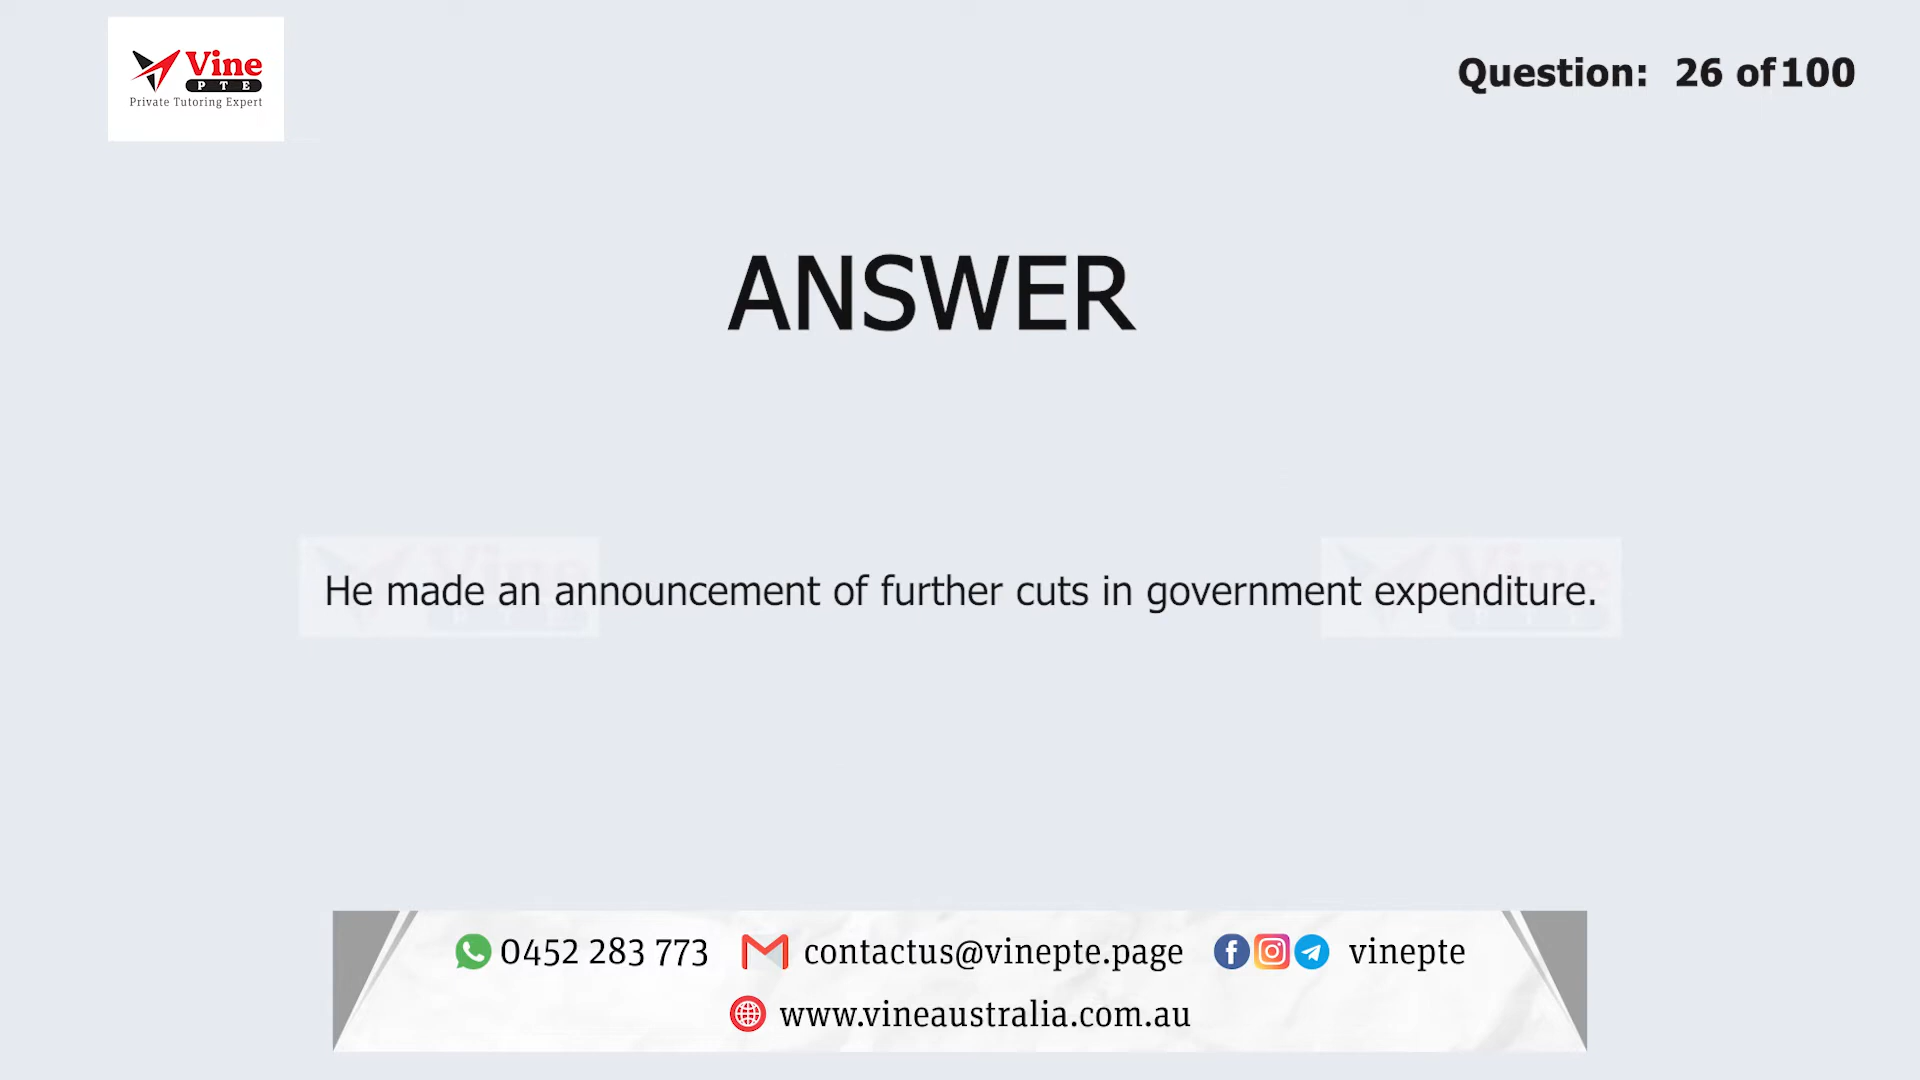 Vine
PTE
Private Tutoring Expert
Question: 26 of 100
ANSWER
He made an announcement of further cuts in government expenditure.
0452 283 773 contactus@vinepte.page vinepte
www.vineaustralia.com.au